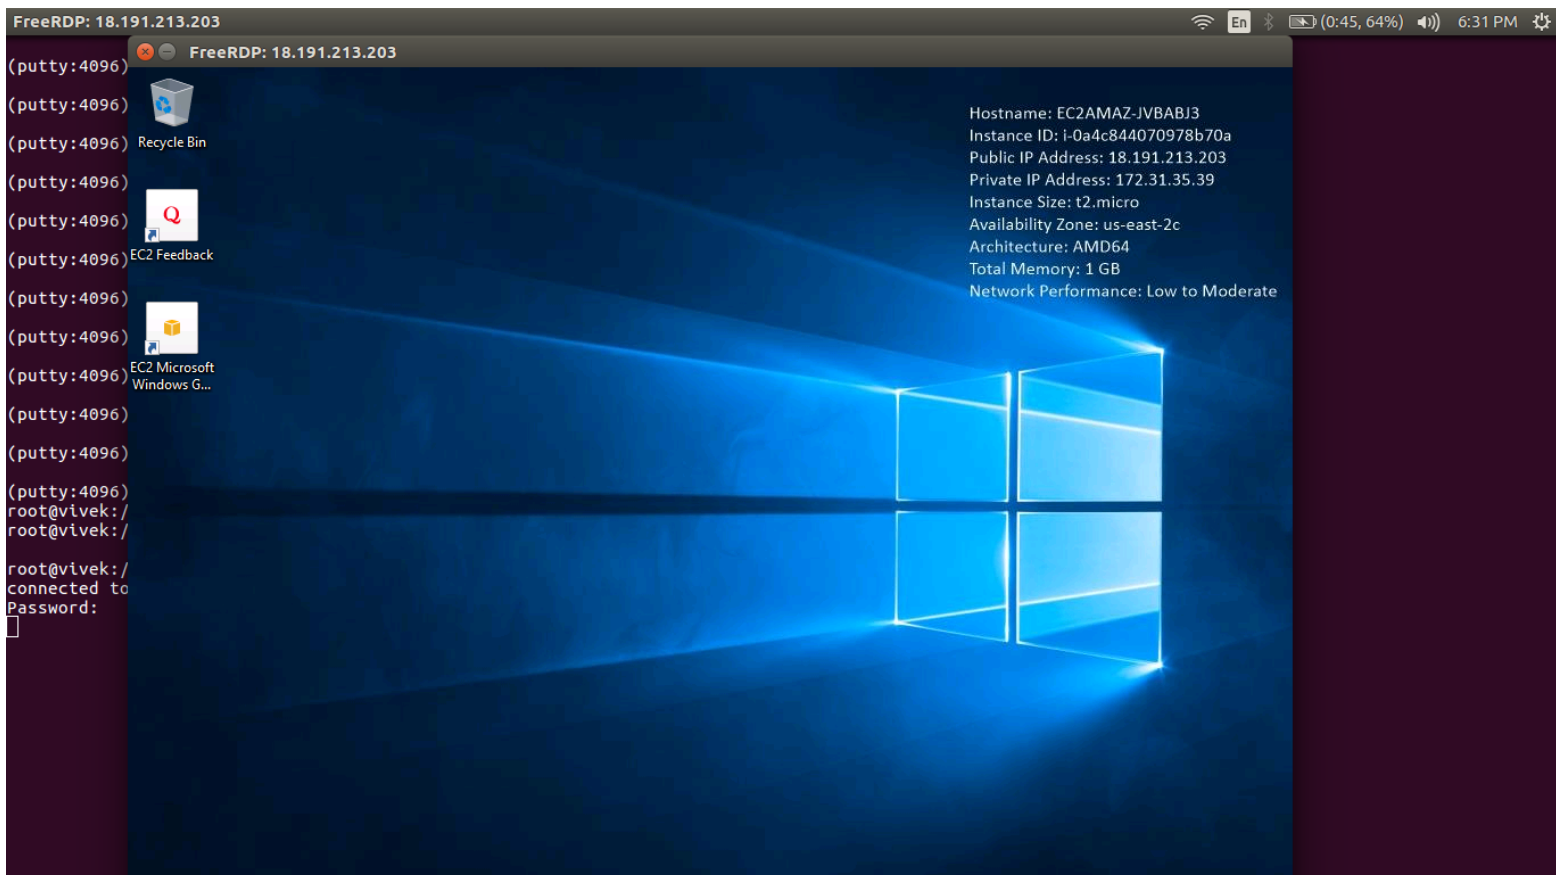 FreeRDP: 18.191.213.203
En
(0:45, 64%)
6:31 PM
FreeRDP: 18.191.213.203
(putty:4096)
(putty:4096)
(putty:4096)
(putty:4096)
(putty:4096)
(putty:4096)
(putty:4096)
(putty:4096)
(putty:4096)
(putty:4096)
(putty:4096)
(putty:4096)
root@vivek:/
root@vivek:/
root@vivek:/
connected to
Password:
Recycle Bin
Q
EC2 Feedback
EC2 Microsoft
Windows G...
Hostname: EC2AMAZ-JVBABJ3
Instance ID: i-0a4c844070978b70a
Public IP Address: 18.191.213.203
Private IP Address: 172.31.35.39
Instance Size: t2.micro
Availability Zone: us-east-2c
Architecture: AMD64
Total Memory: 1 GB
Network Performance: Low to Moderate